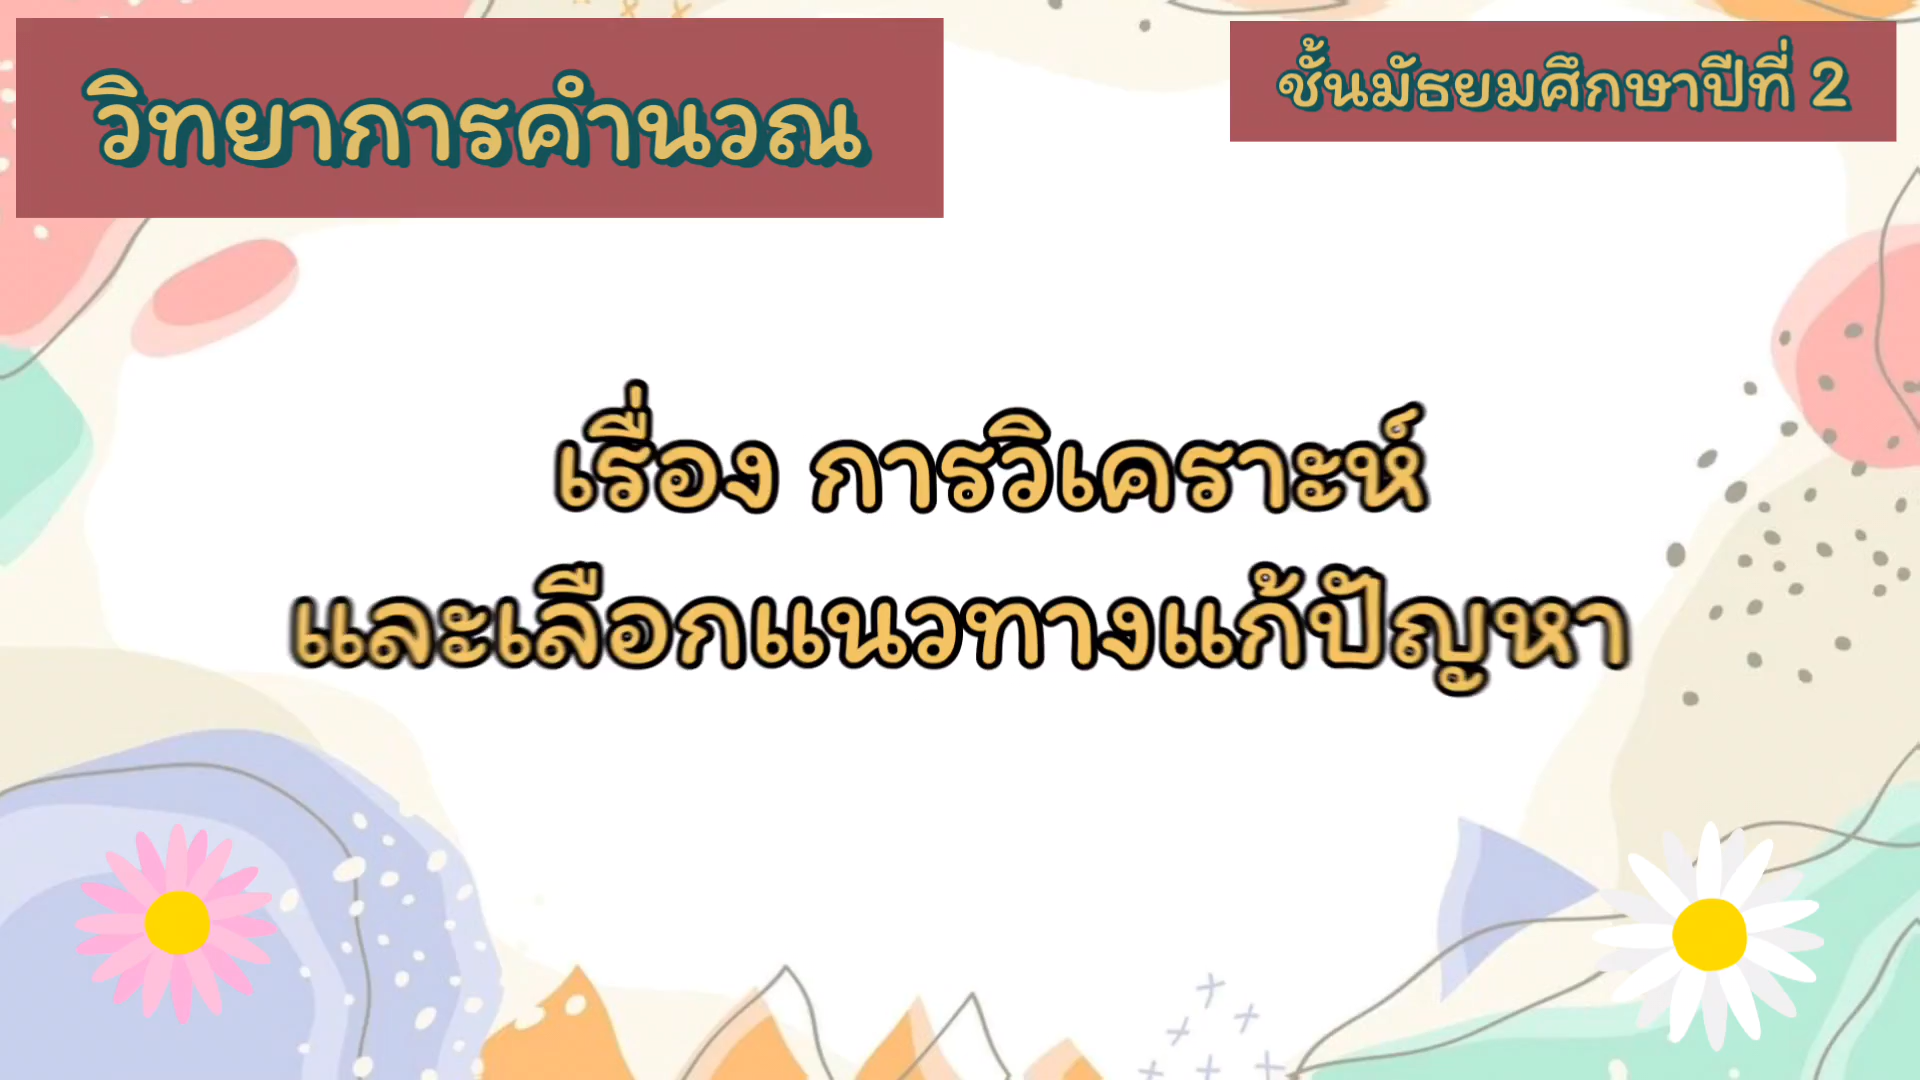 วิทยาการคำนวณ
ชั้นมัธยมศึกษาปีที่ 2
เรื่อง การวิเคราะห์
และเลือกแนวทางแก้ปัญหา